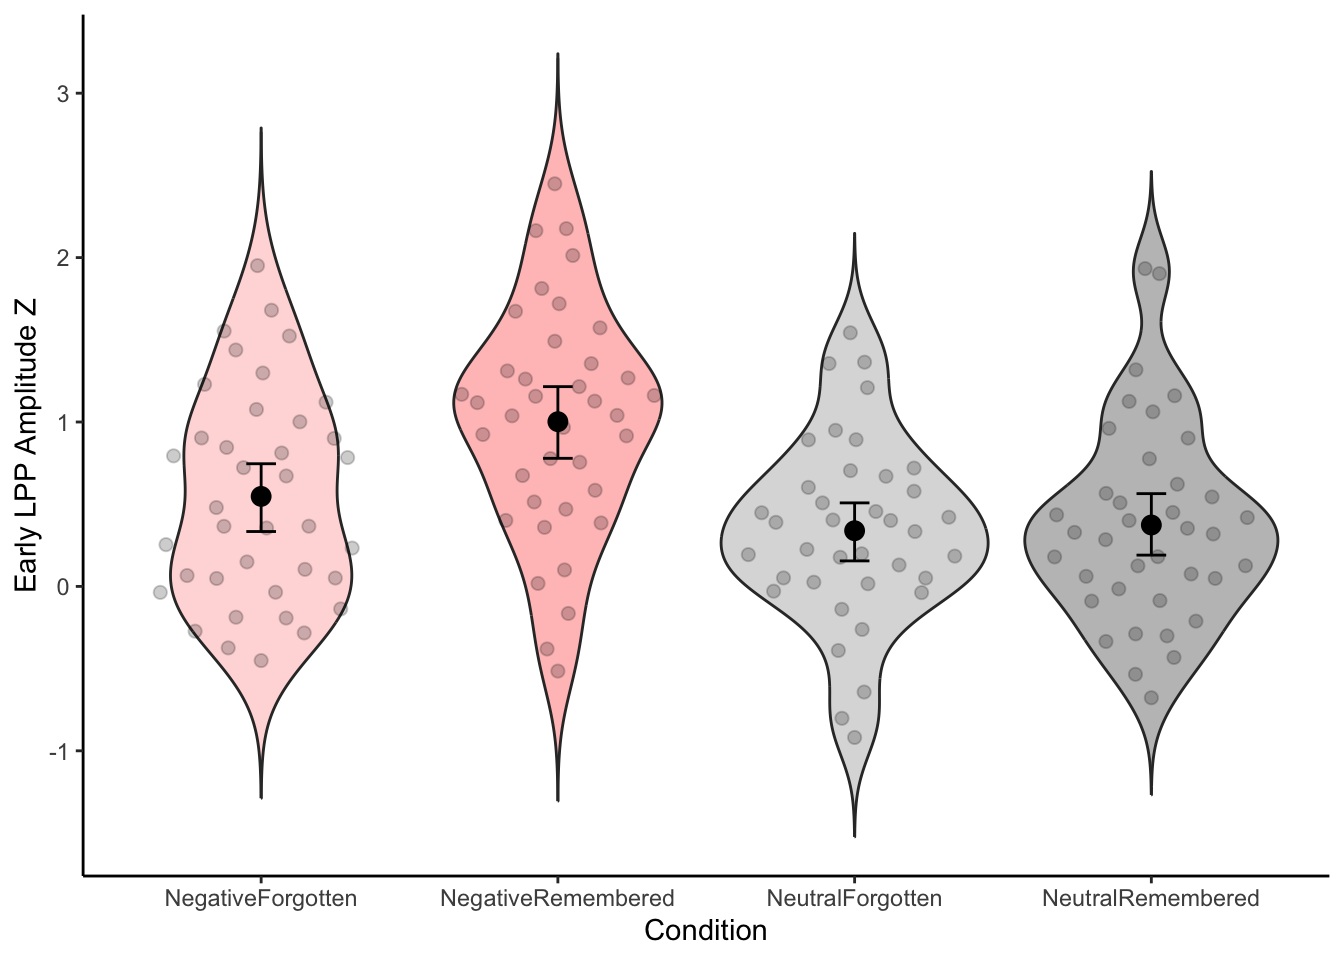 Early LPP Amplitude Z
3
2
1
0
-1
NegativeForgotten NegativeRemembered NeutralForgotten NeutralRemembered
Condition